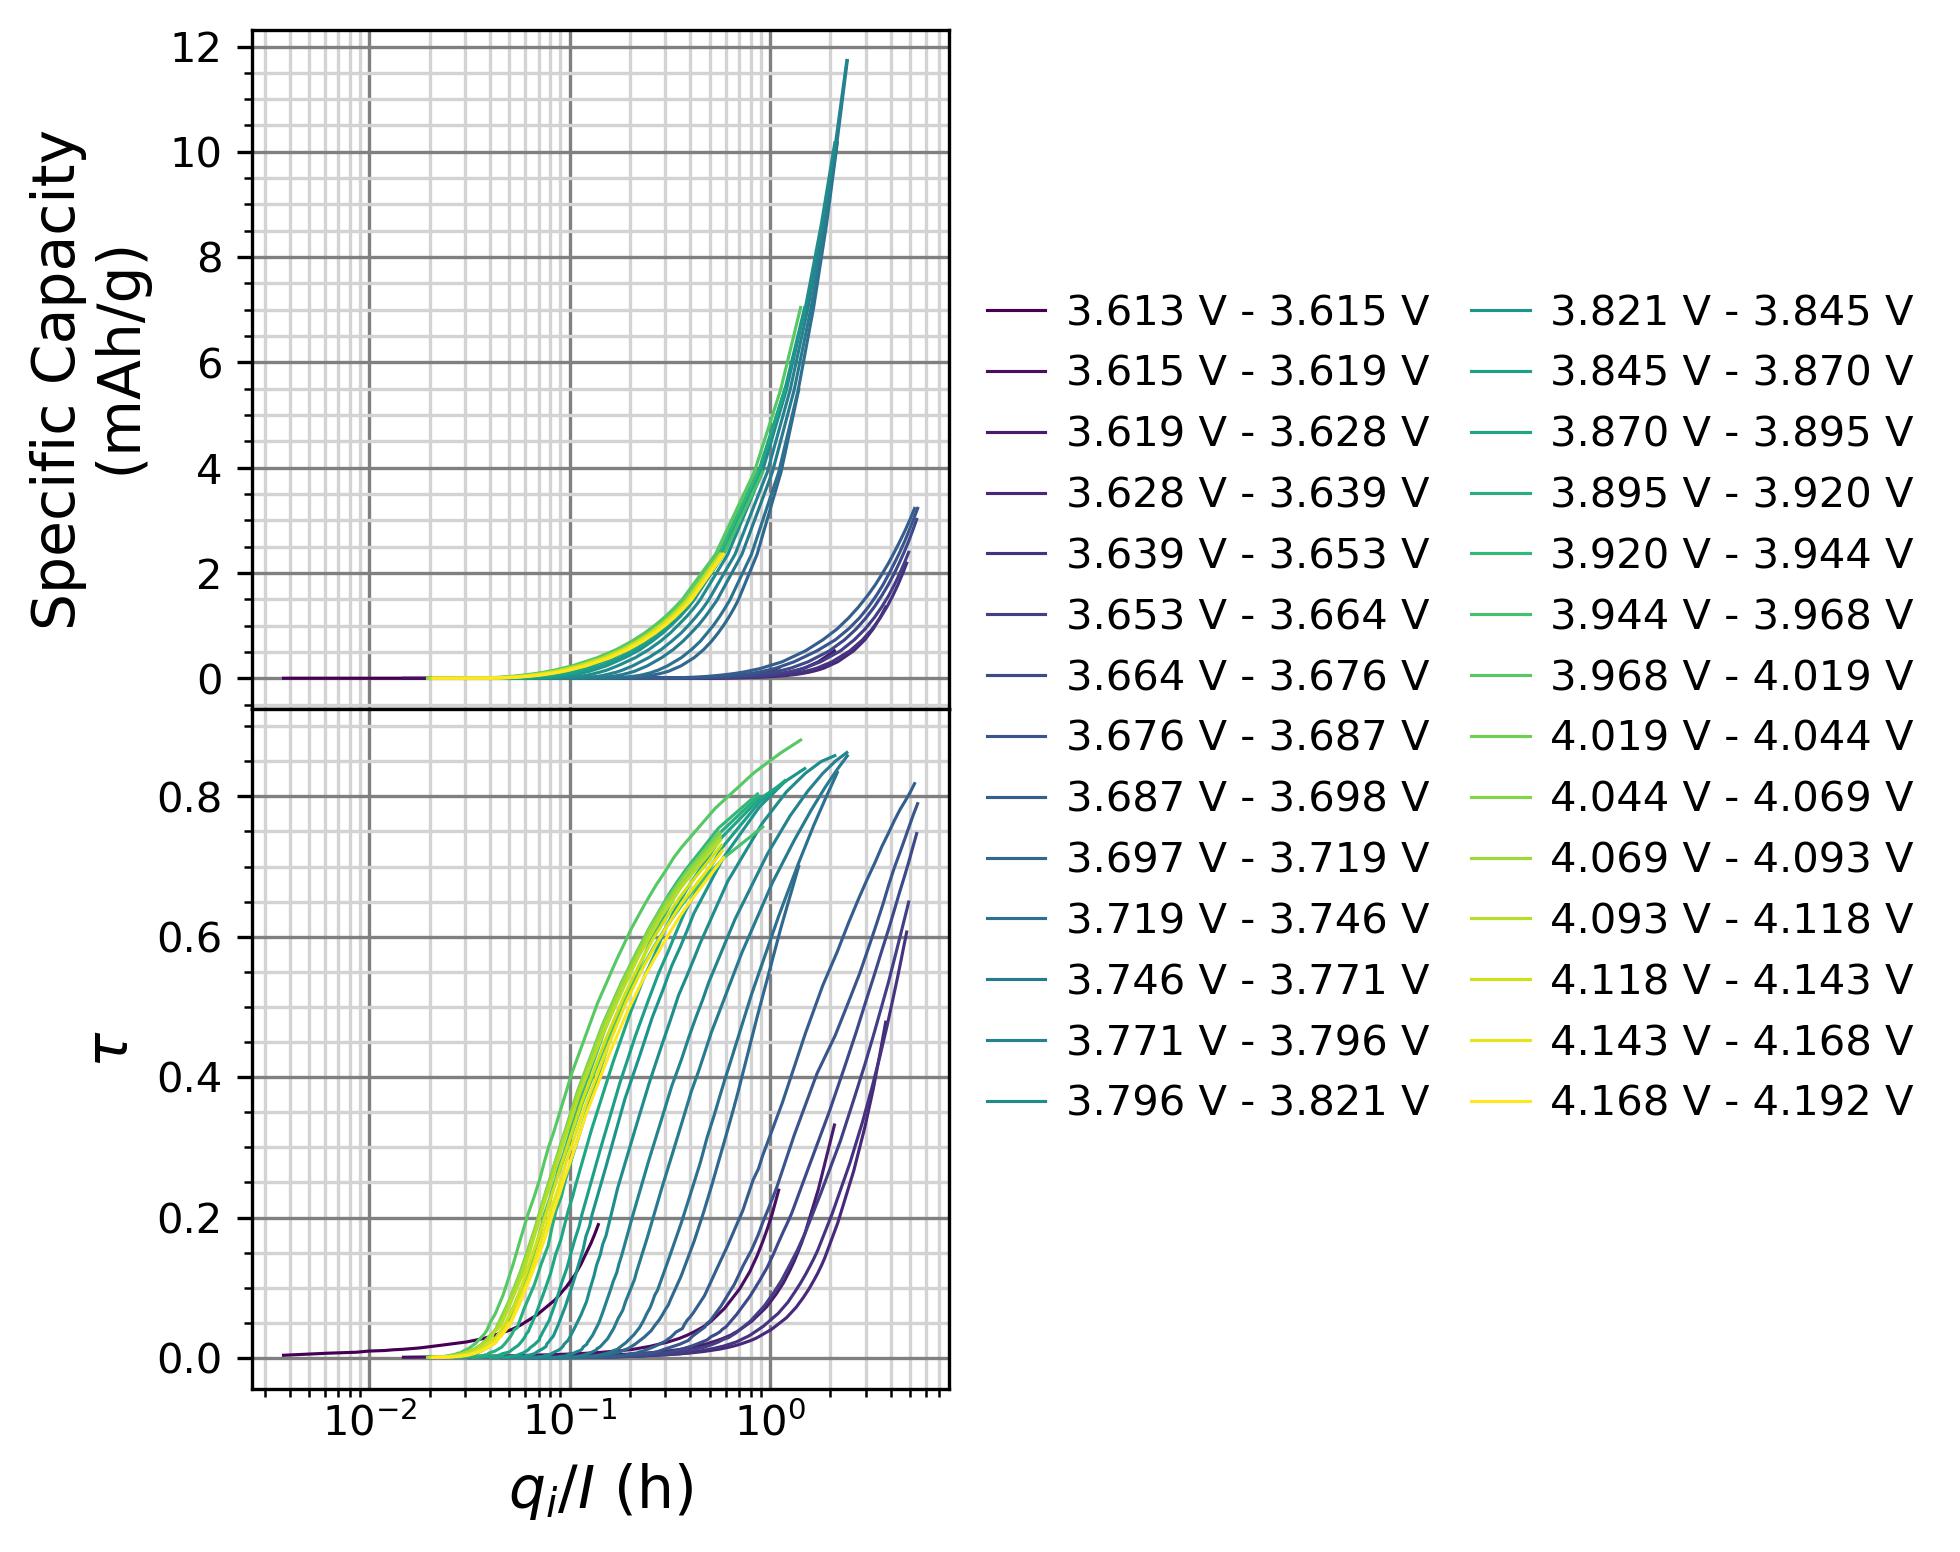 Specific Capacity
(mAh/g)
12
10
8
6
4
2
0
τ
0.8
0.6
0.4
0.2
0.0
10⁻² 10⁻¹ 10⁰
qᵢ/I (h)
3.613 V - 3.615 V
3.615 V - 3.619 V
3.619 V - 3.628 V
3.628 V - 3.639 V
3.639 V - 3.653 V
3.653 V - 3.664 V
3.664 V - 3.676 V
3.676 V - 3.687 V
3.687 V - 3.698 V
3.697 V - 3.719 V
3.719 V - 3.746 V
3.746 V - 3.771 V
3.771 V - 3.796 V
3.796 V - 3.821 V
3.821 V - 3.845 V
3.845 V - 3.870 V
3.870 V - 3.895 V
3.895 V - 3.920 V
3.920 V - 3.944 V
3.944 V - 3.968 V
3.968 V - 4.019 V
4.019 V - 4.044 V
4.044 V - 4.069 V
4.069 V - 4.093 V
4.093 V - 4.118 V
4.118 V - 4.143 V
4.143 V - 4.168 V
4.168 V - 4.192 V